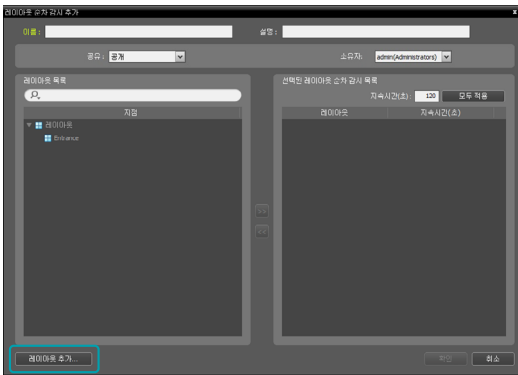 레이아웃 순차 감시 추가
x
이름 :
설명 :
공유 : 공개
소유자: admin(Administrators)
레이아웃 목록
지점
레이아웃
Entrance
>>
<<
선택된 레이아웃 순차 감시 목록
지속시간(초) : 120 모두 적용
레이아웃 지속시간(초)
레이아웃 추가...
확인 취소